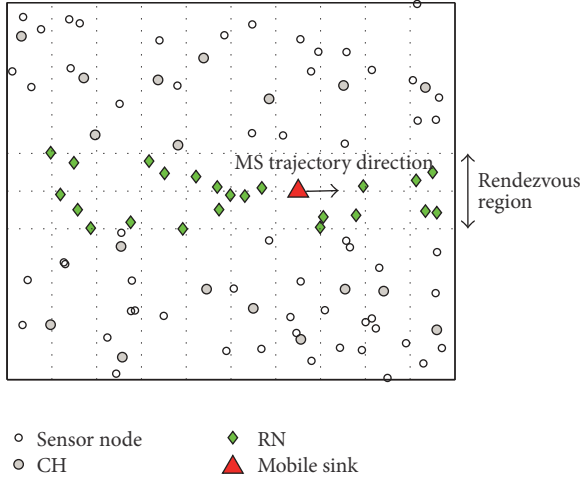 MS trajectory direction
Rendezvous
region
Sensor node
CH
RN
Mobile sink